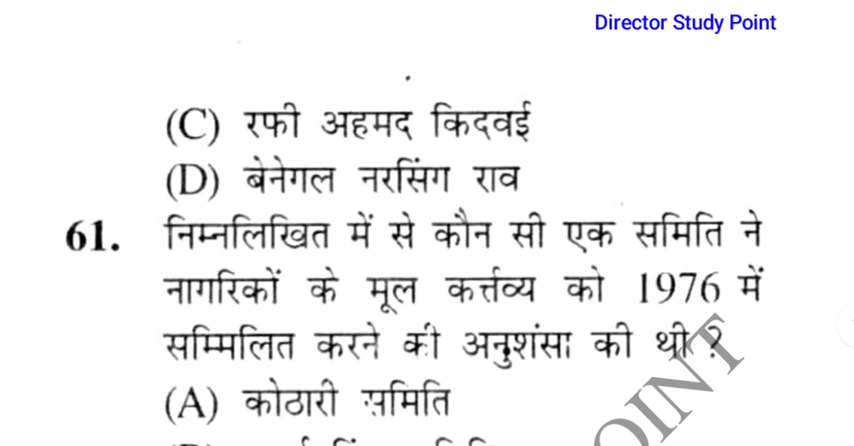 Director Study Point
(C) रफी अहमद किदवई
(D) बेनेगल नरसिंग राव
61. निम्नलिखित में से कौन सी एक समिति ने
नागरिकों के मूल कर्त्तव्य को 1976 में
सम्मिलित करने की अनुशंसा की थी ?
(A) कोठारी समिति
OINT